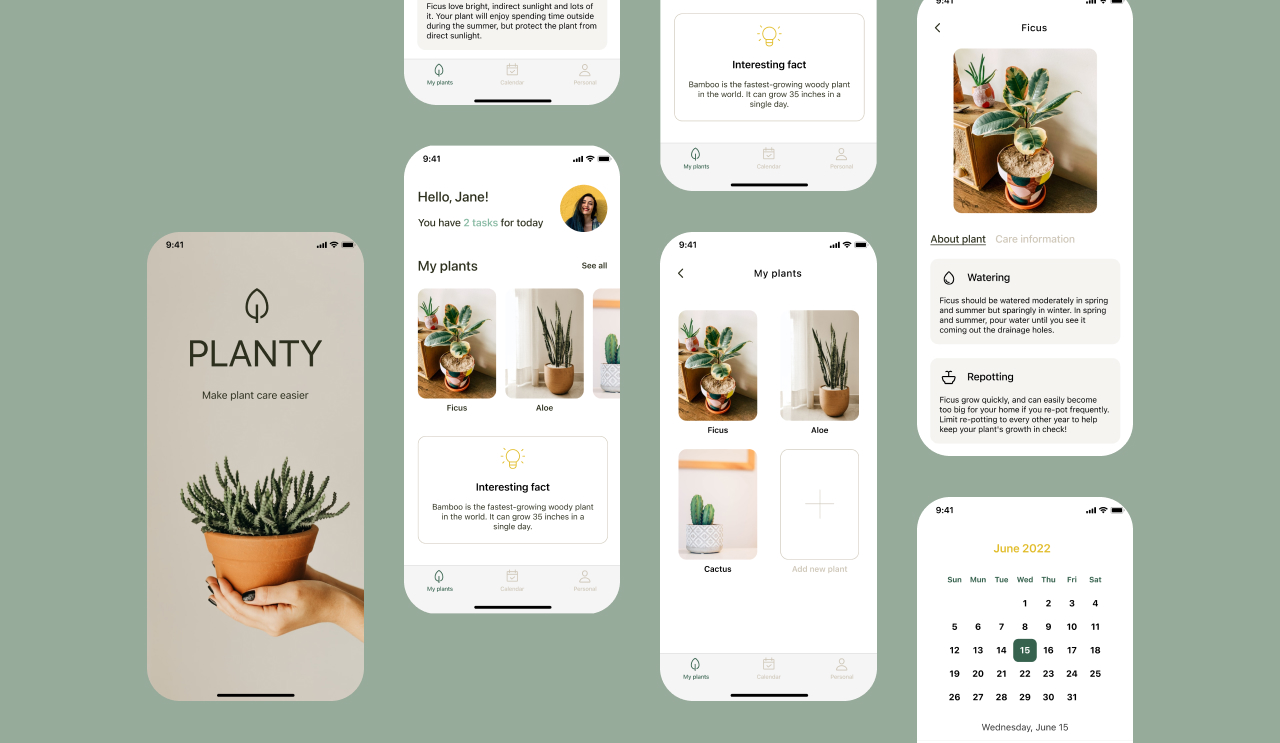 9:41
PLANTY
Make plant care easier
Ficus love bright, indirect sunlight and lots of
it. Your plant will enjoy spending time outside
during the summer, but protect the plant from
direct sunlight.
My plants
Calendar
Personal
9:41
Hello, Jane!
You have 2 tasks for today
My plants
See all
Ficus
Aloe
Interesting fact
Bamboo is the fastest-growing woody plant
in the world. It can grow 35 inches in a
single day.
My plants
Calendar
Personal
Interesting fact
Bamboo is the fastest-growing woody plant
in the world. It can grow 35 inches in a
single day.
My plants
Calendar
Personal
9:41
My plants
Ficus
Aloe
Cactus
Add new plant
My plants
Calendar
Personal
9:41
Ficus
About plant
Care information
Watering
Ficus should be watered moderately in spring
and summer but sparingly in winter. In spring
and summer, pour water until you see it
coming out the drainage holes.
Repotting
Ficus grow quickly, and can easily become
too big for your home if you re-pot frequently.
Limit re-potting to every other year to help
keep your plant's growth in check!
9:41
June 2022
Sun Mun Tue Wed Thu Fri Sat
1 2 3 4
5 6 7 8 9 10 11
12 13 14 15 16 17 18
19 20 21 22 23 24 25
26 27 28 29 30 31
Wednesday, June 15